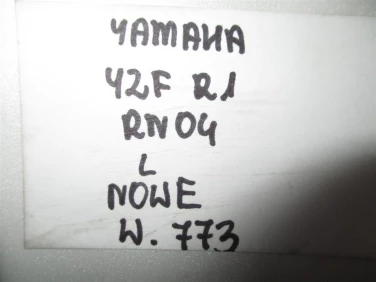 YAMAHA
YZF R1
RN04
L
NOWE
W. 773